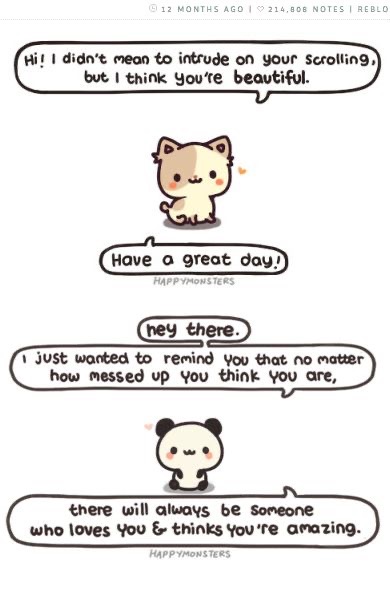 12 MONTHS AGO | ♡ 214,808 NOTES | REBLO
Hi! I didn't mean to intrude on your scrolling,
but I think you're beautiful.
Have a great day!
HAPPYMONSTERS
hey there.
I just wanted to remind you that no matter
how messed up you think you are,
there will always be someone
who loves you & thinks you're amazing.
HAPPYMONSTERS